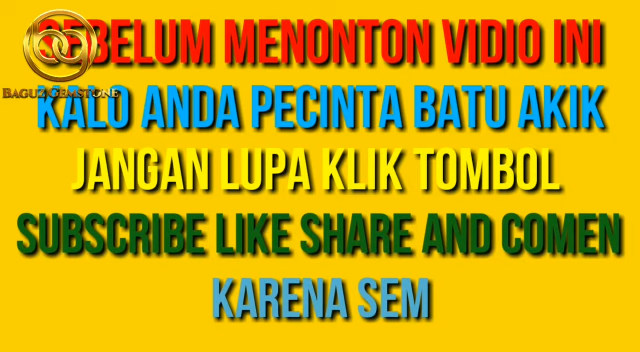 SEBELUM MENONTON VIDIO INI
Baguz Gemstone
KALO ANDA PECINTA BATU AKIK
JANGAN LUPA KLIK TOMBOL
SUBSCRIBE LIKE SHARE AND COMEN
KARENA SEM